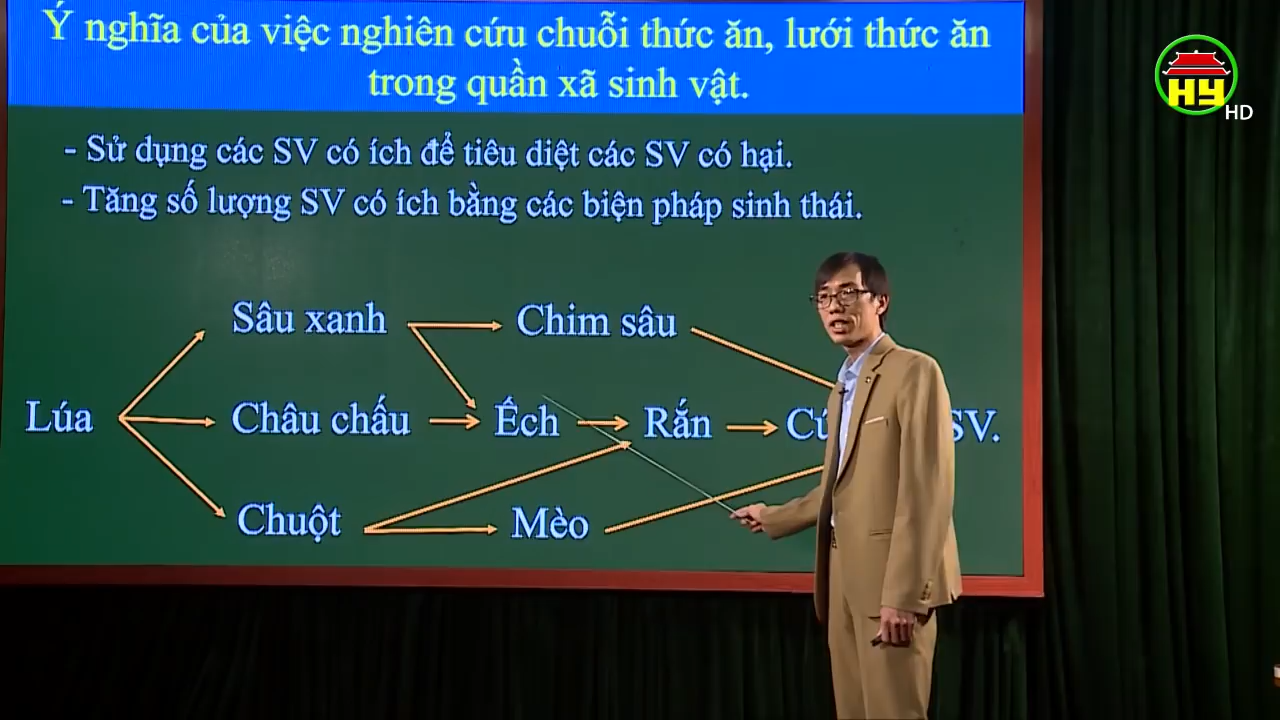 Ý nghĩa của việc nghiên cứu chuỗi thức ăn, lưới thức ăn
trong quần xã sinh vật.
HY
HD
- Sử dụng các SV có ích để tiêu diệt các SV có hại.
- Tăng số lượng SV có ích bằng các biện pháp sinh thái.
Sâu xanh Chim sâu
Lúa Châu chấu Ếch Rắn SV.
Chuột Mèo